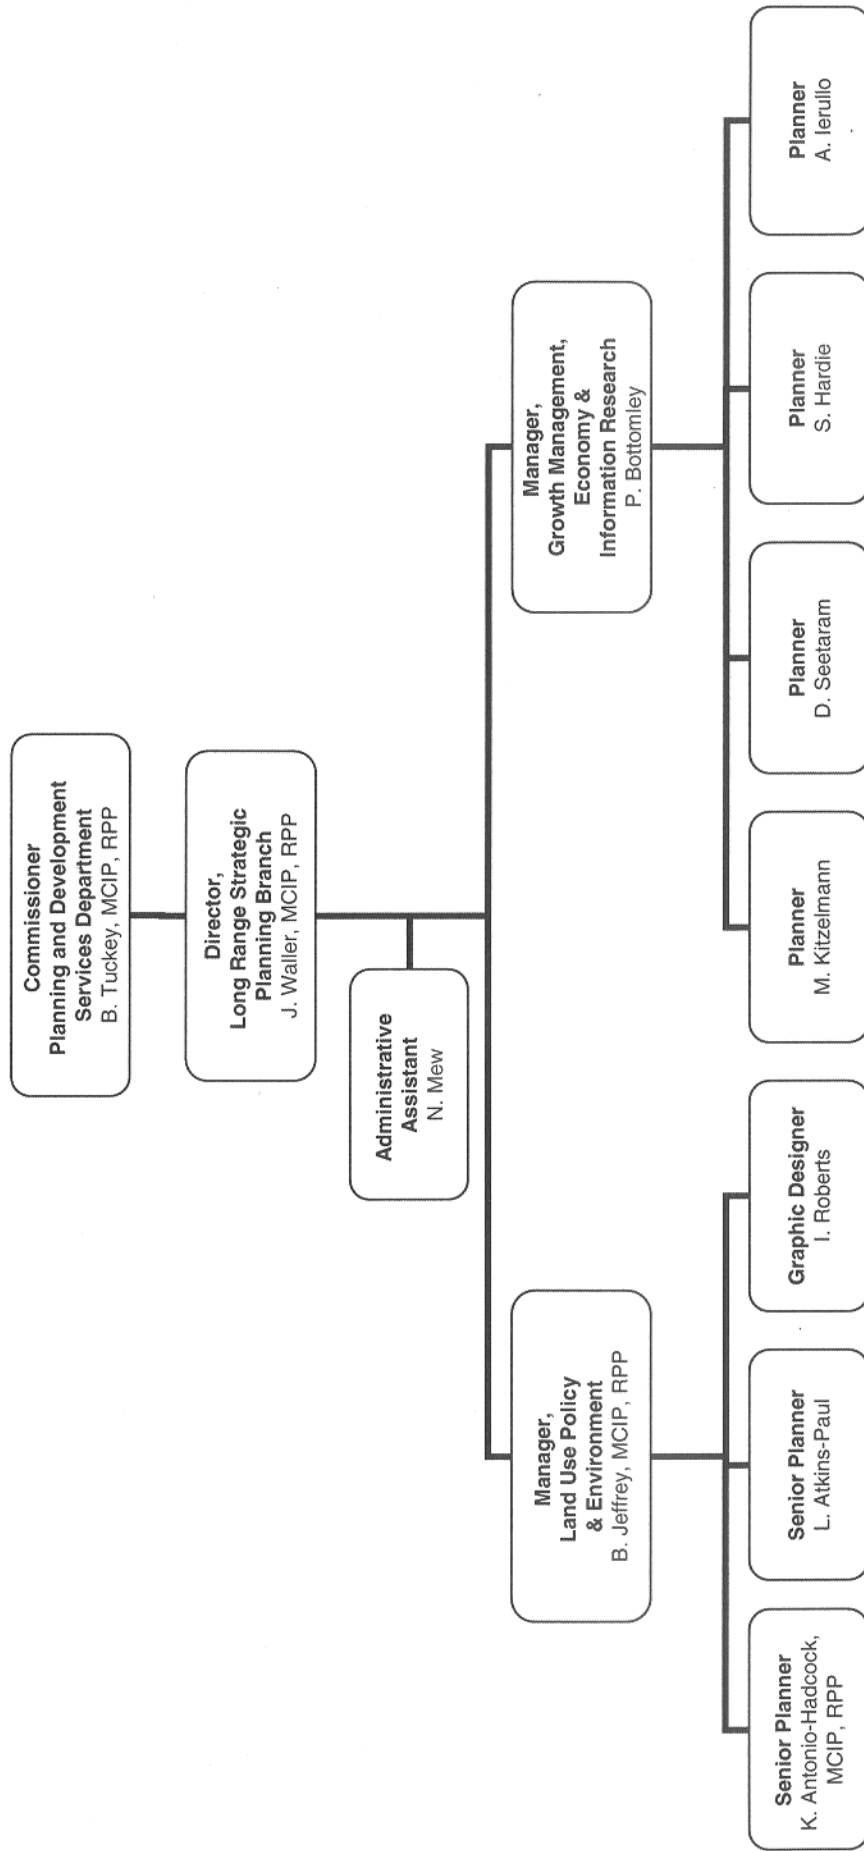 Commissioner
Planning and Development
Services Department
B. Tuckey, MCIP, RPP
Director,
Long Range Strategic
Planning Branch
J. Waller, MCIP, RPP
Administrative
Assistant
N. Mew
Manager,
Land Use Policy
& Environment
B. Jeffrey, MCIP, RPP
Manager,
Growth Management,
Economy &
Information Research
P. Bottomley
Senior Planner
K. Antonio-Hadcock,
MCIP, RPP
Senior Planner
L. Atkins-Paul
Graphic Designer
I. Roberts
Planner
M. Kitzelmann
Planner
D. Seetaram
Planner
S. Hardie
Planner
A. Ierullo